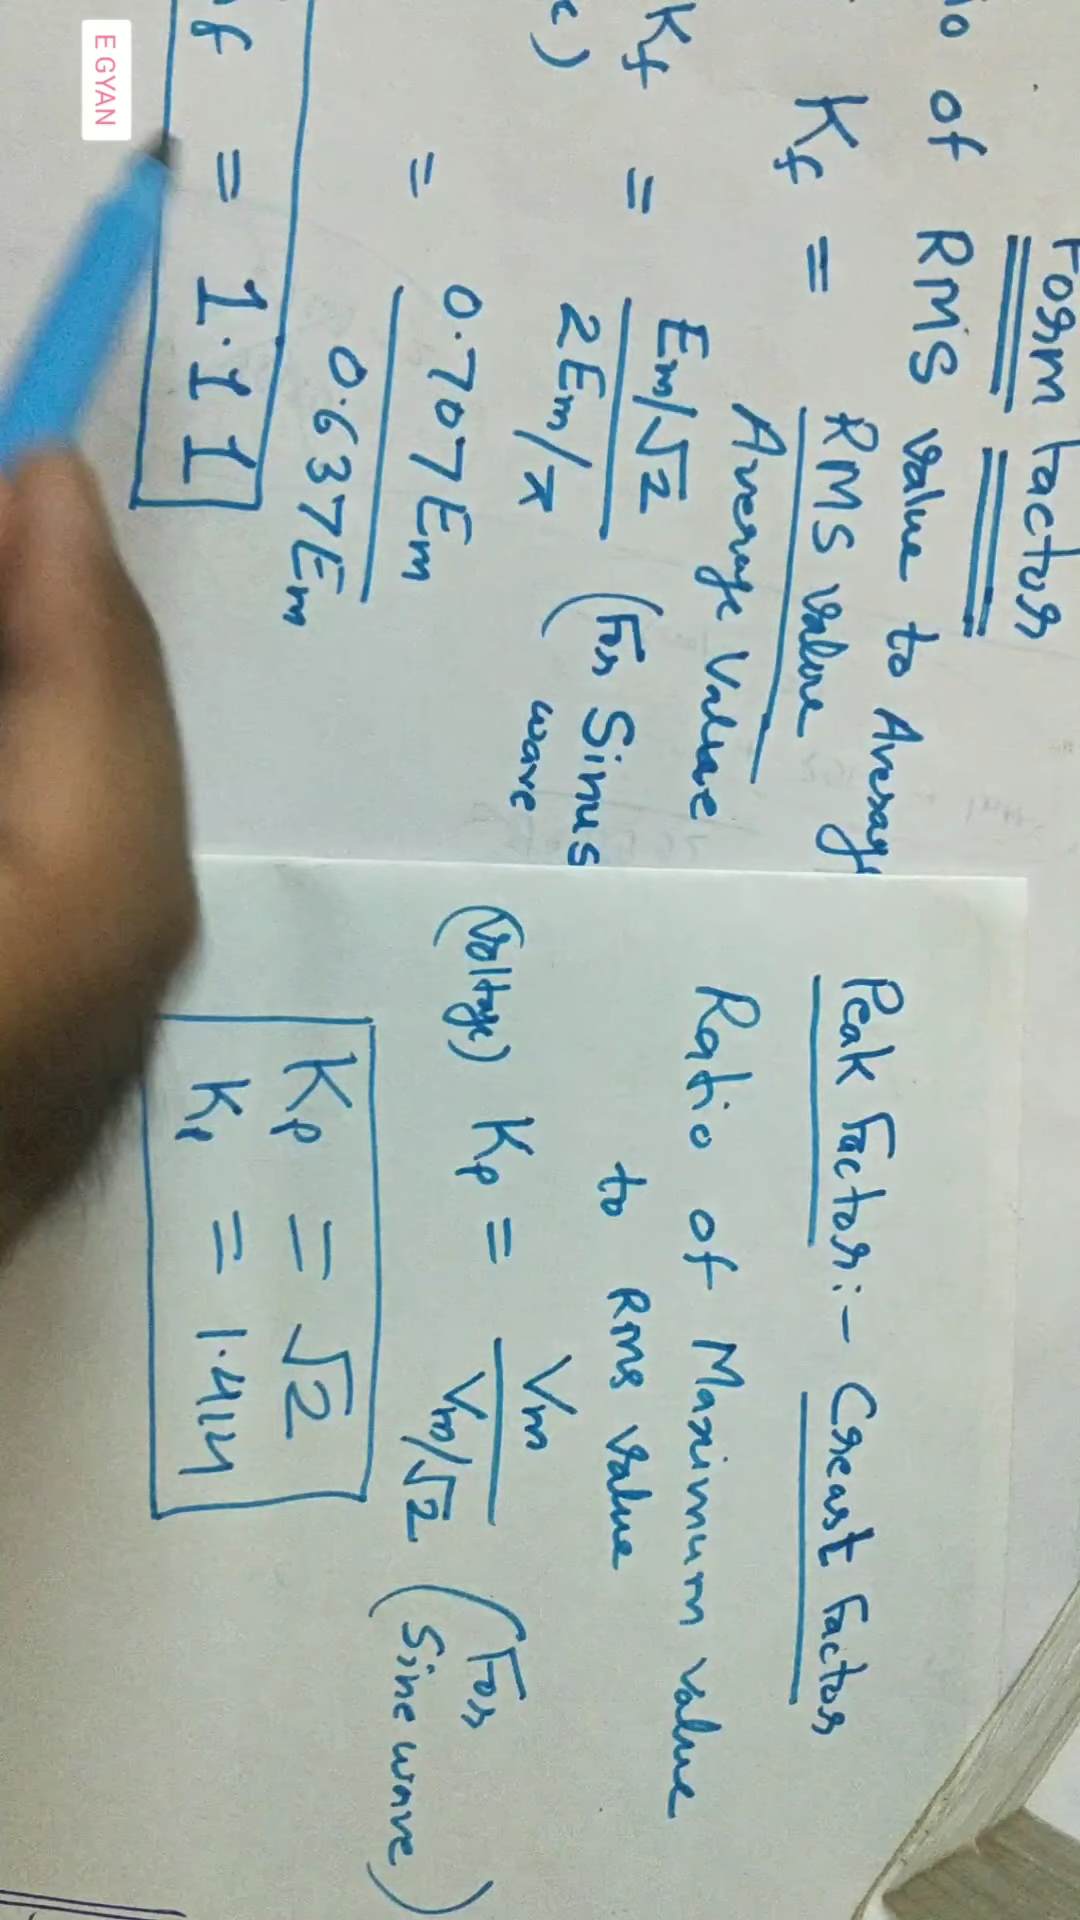 Form factor
io of RMS value to Average
Kf = RMS value
Average Value
Kf = Em/√2
2Em/π (For Sinus
wave
= 0.707Em
0.637Em
f = 1.11
Peak Factor:- Creast Factor
Ratio of Maximum value
to RMS value
(Voltage) Kp = Vm
Vm/√2 (For
Sine wave)
Kp = √2
Kp = 1.414
E GYAN